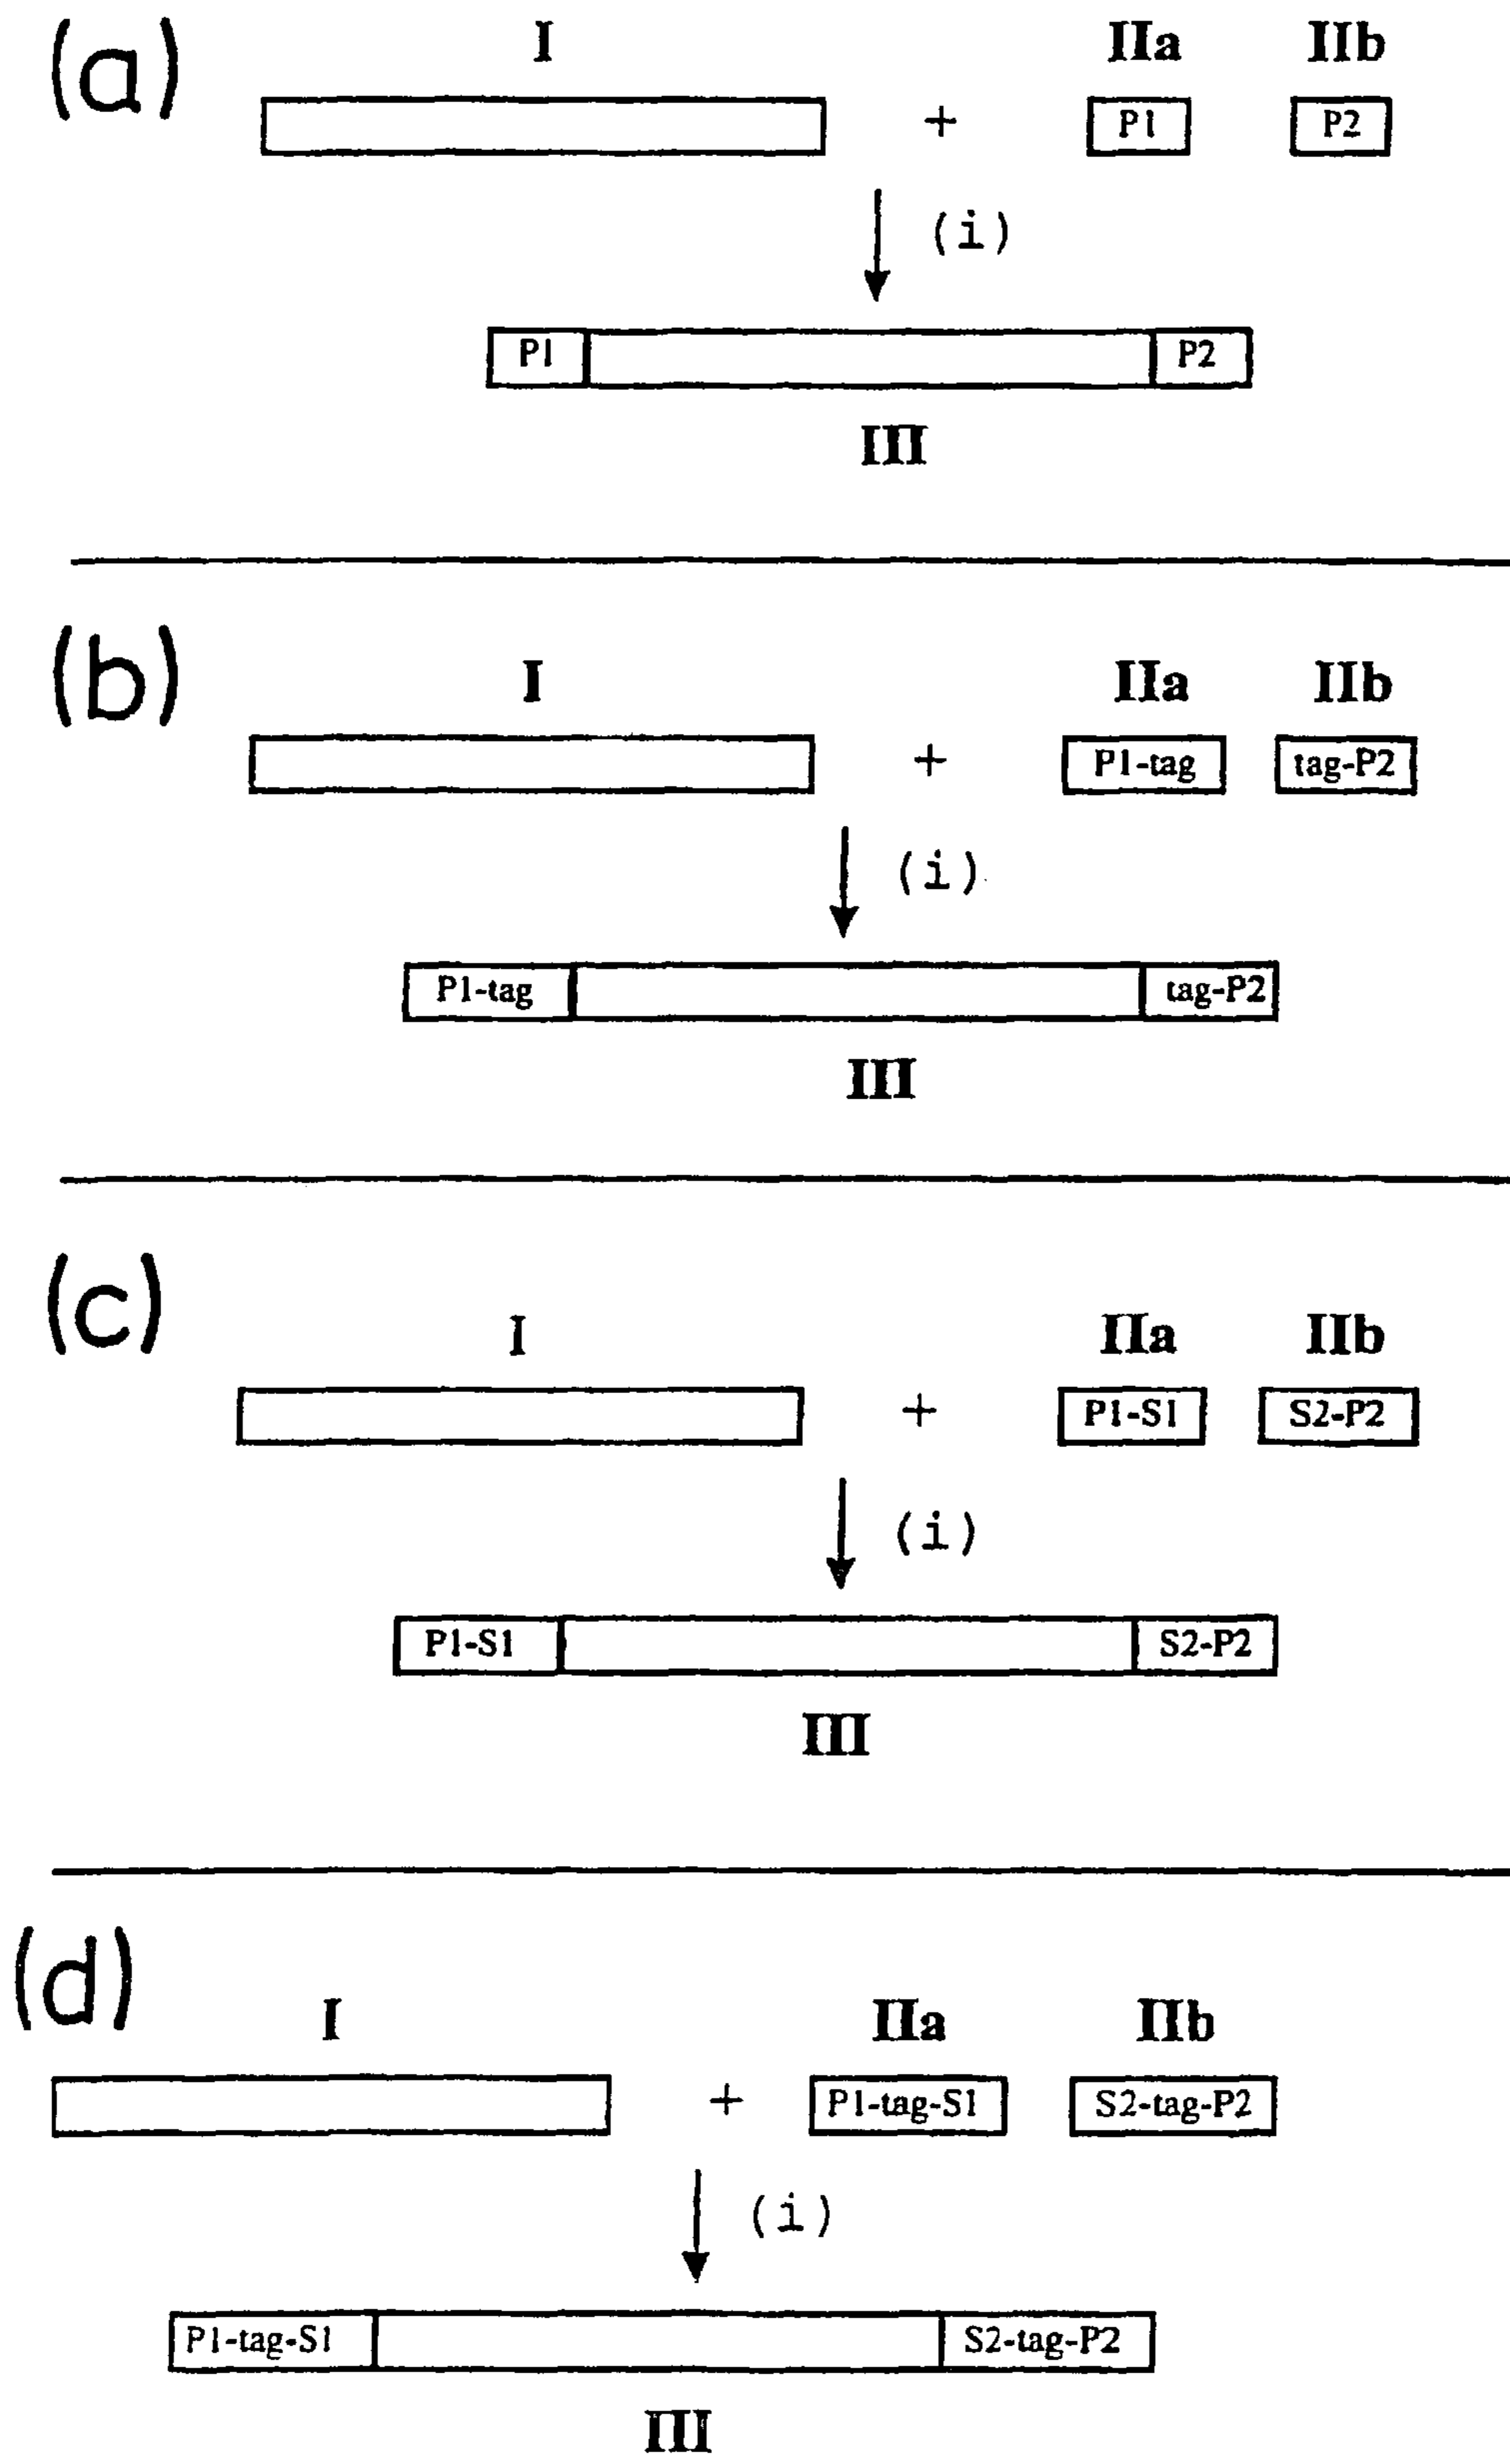 (a)
I IIa IIb
+ P1 P2
(i)
P1 P2
III
(b)
I IIa IIb
+ P1-tag tag-P2
(i)
P1-tag tag-P2
III
(c)
I IIa IIb
+ P1-S1 S2-P2
(i)
P1-S1 S2-P2
III
(d)
I IIa IIb
+ P1-tag-S1 S2-tag-P2
(i)
P1-tag-S1 S2-tag-P2
III